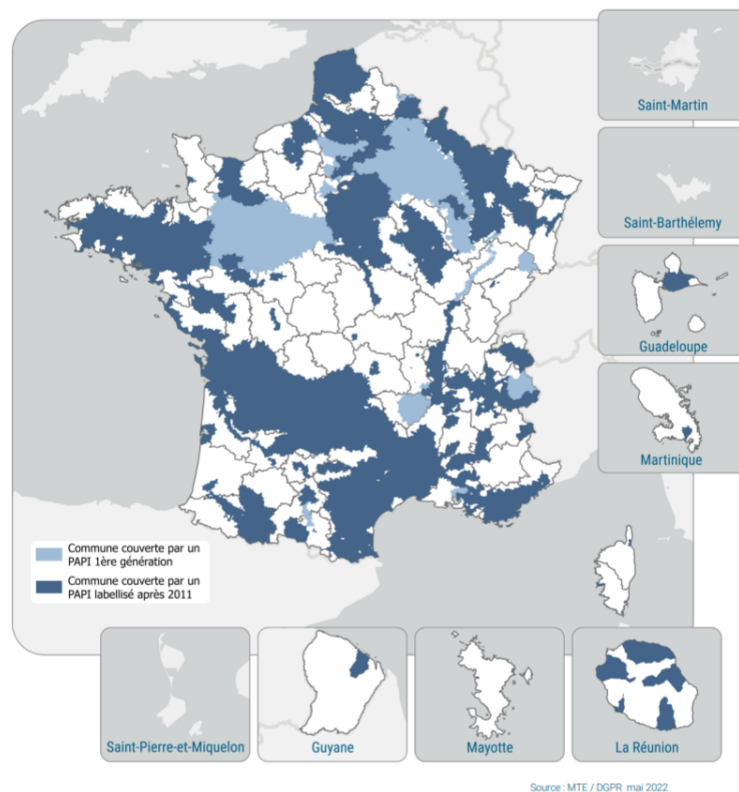 Saint-Martin
Saint-Barthélemy
Guadeloupe
Martinique
Commune couverte par un
PAPI 1ère génération
Commune couverte par un
PAPI labellisé après 2011
Saint-Pierre-et-Miquelon
Guyane
Mayotte
La Réunion
Source : MTE / DGPR mai 2022